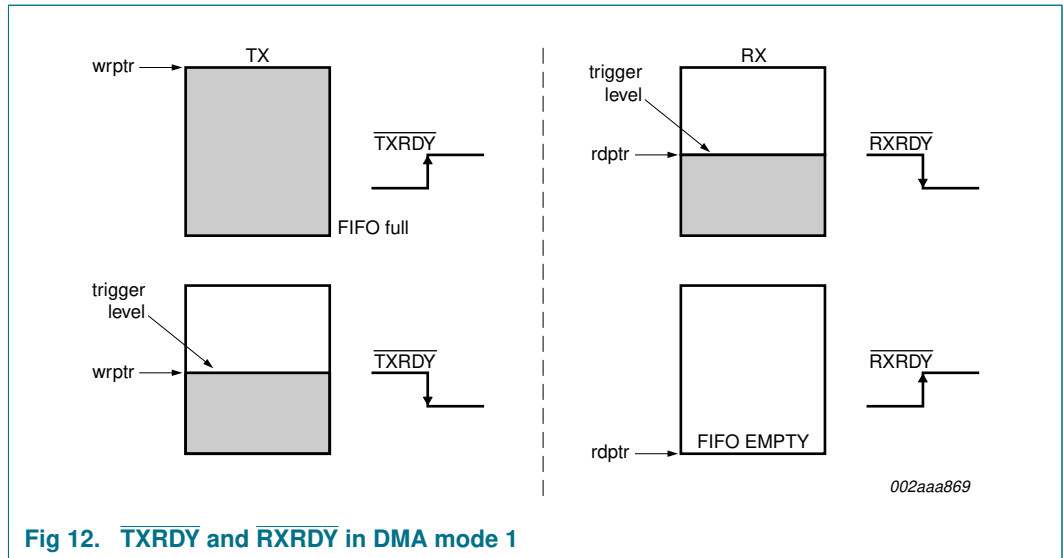 TX
wrptr
TXRDY
FIFO full
trigger
level
wrptr
TXRDY
RX
trigger
level
rdptr
RXRDY
RXRDY
FIFO EMPTY
rdptr
002aaa869
Fig 12. TXRDY and RXRDY in DMA mode 1